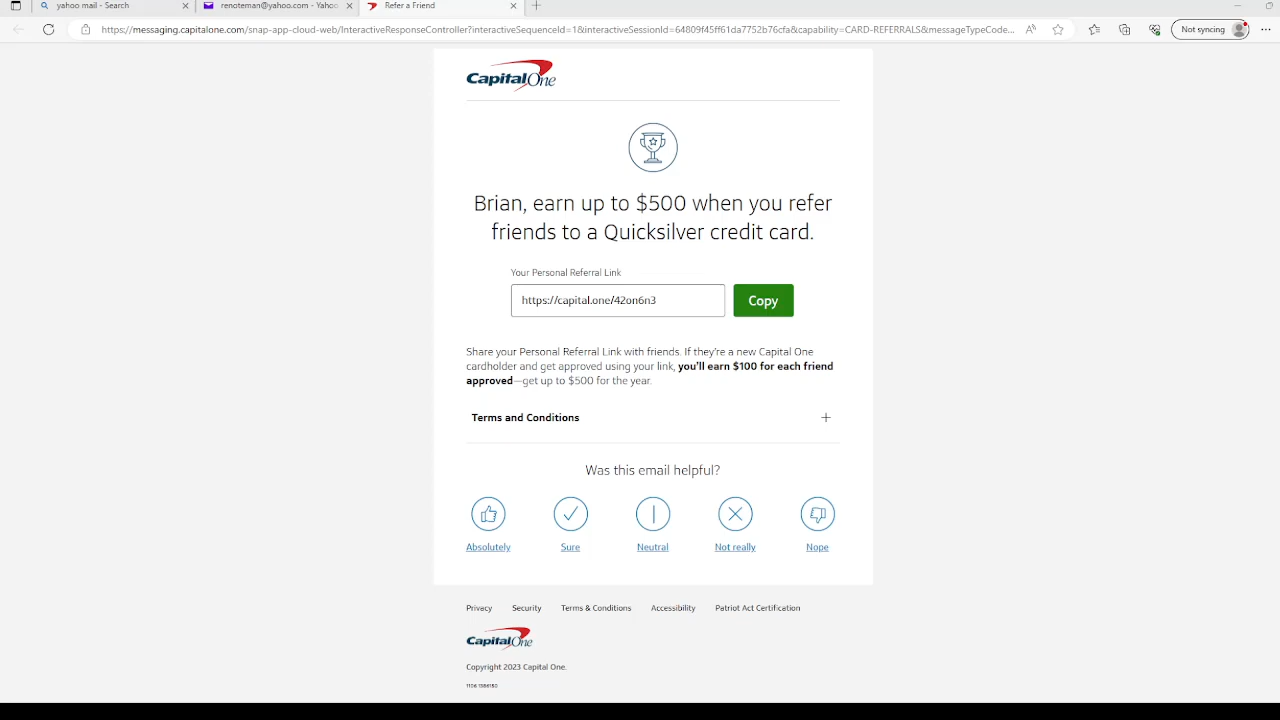 yahoo mail - Search
renoteman@yahoo.com - Yahoo
Refer a Friend
https://messaging.capitalone.com/snap-app-cloud-web/InteractiveResponseController?interactiveSequenceId=1&interactiveSessionId=64809f45ff61da7752b76cfa&capability=CARD-REFERRALS&messageTypeCode...
Not syncing
Capital One
Brian, earn up to $500 when you refer
friends to a Quicksilver credit card.
Your Personal Referral Link
https://capital.one/42on6n3
Copy
Share your Personal Referral Link with friends. If they're a new Capital One
cardholder and get approved using your link, you'll earn $100 for each friend
approved—get up to $500 for the year.
Terms and Conditions
Was this email helpful?
Absolutely
Sure
Neutral
Not really
Nope
Privacy
Security
Terms & Conditions
Accessibility
Patriot Act Certification
Capital One
Copyright 2023 Capital One.